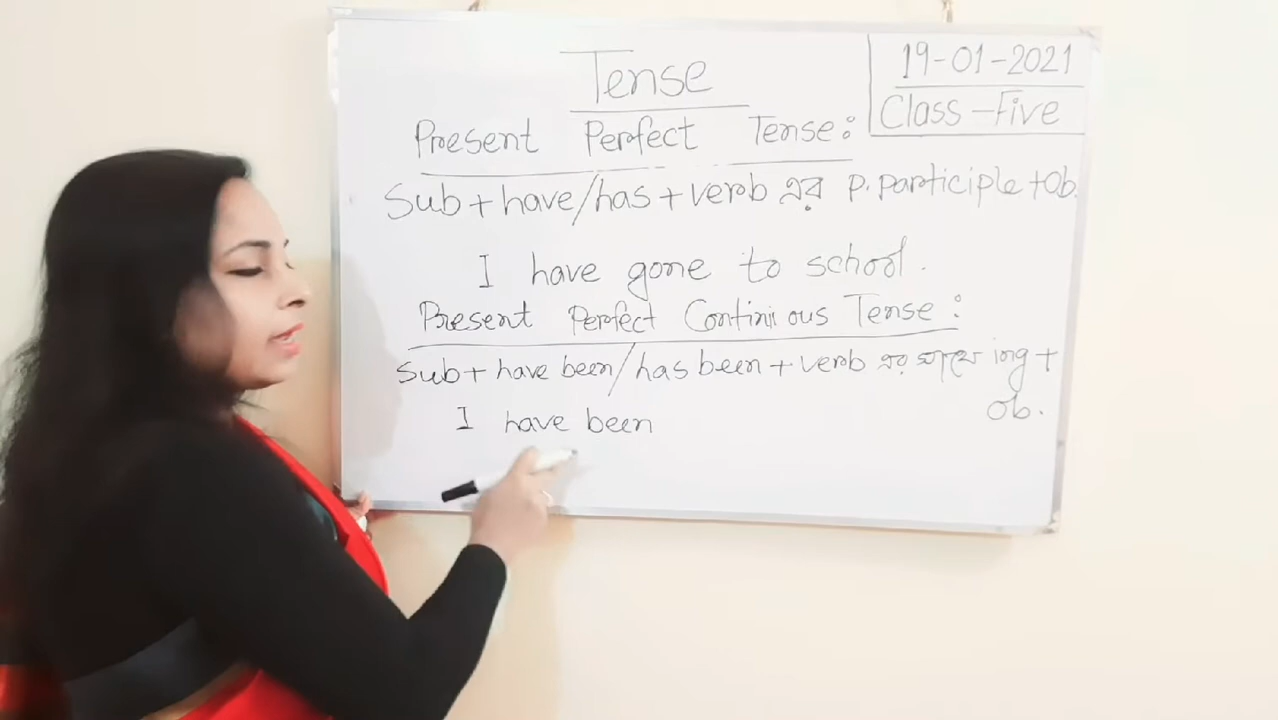 Tense
19-01-2021
Class-Five
Present Perfect Tense:
Sub + have/has + verb এর p. participle + ob.
I have gone to school.
Present Perfect Continuous Tense:
Sub + have been/has been + verb এর সাথে ing +
ob.
I have been